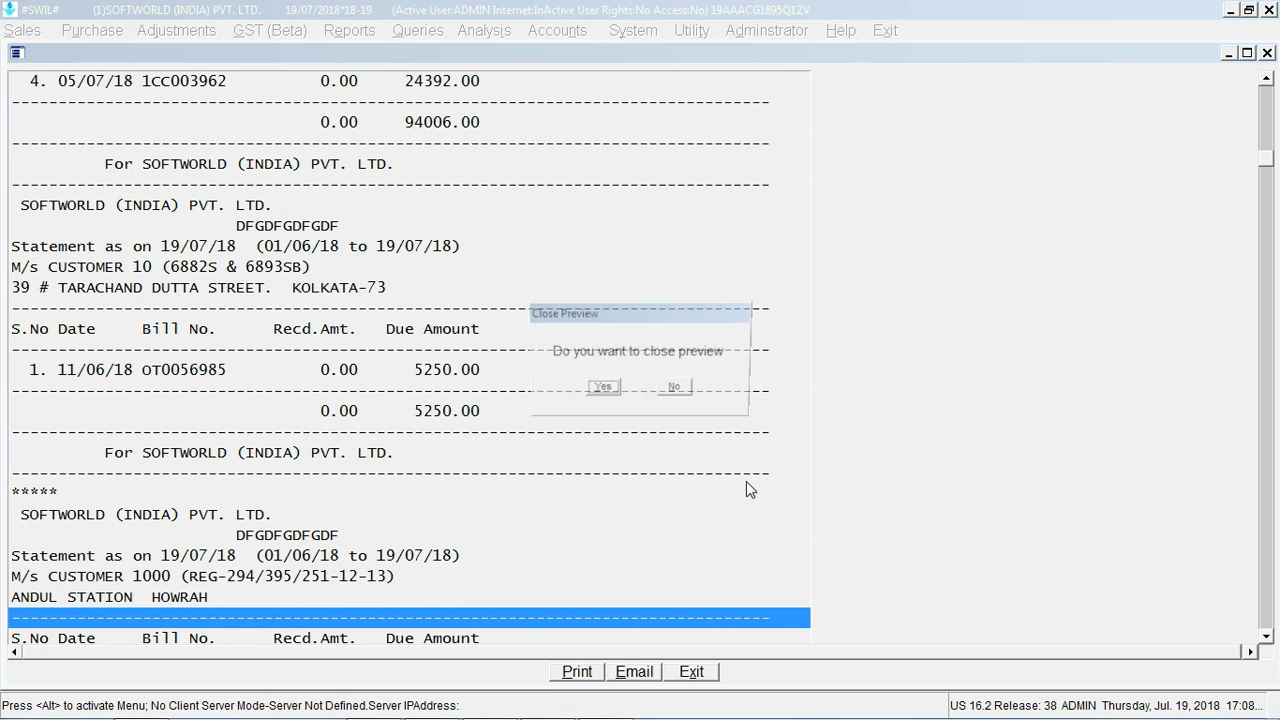 #SWIL# (1)SOFTWORLD (INDIA) PVT. LTD. 19/07/2018*18-19 (Active User:ADMIN Internet:InActive User Rights:No Access:No) 19AAACG1895Q1ZV
Sales Purchase Adjustments GST (Beta) Reports Queries Analysis Accounts System Utility Adminstrator Help Exit
4. 05/07/18 1CC003962 0.00 24392.00
--------------------------------------------------------------------------------
0.00 94006.00
--------------------------------------------------------------------------------
For SOFTWORLD (INDIA) PVT. LTD.
--------------------------------------------------------------------------------
SOFTWORLD (INDIA) PVT. LTD.
DFGDFGDFGDF
Statement as on 19/07/18 (01/06/18 to 19/07/18)
M/s CUSTOMER 10 (6882S & 6893SB)
39 # TARACHAND DUTTA STREET. KOLKATA-73
--------------------------------------------------------------------------------
Close Preview
S.No Date Bill No. Recd.Amt. Due Amount
--------------------------------------------------------------------------------
Do you want to close preview
1. 11/06/18 OT0056985 0.00 5250.00
--------------------------------------------------------------------------------
Yes No
0.00 5250.00
--------------------------------------------------------------------------------
For SOFTWORLD (INDIA) PVT. LTD.
--------------------------------------------------------------------------------
*****
SOFTWORLD (INDIA) PVT. LTD.
DFGDFGDFGDF
Statement as on 19/07/18 (01/06/18 to 19/07/18)
M/s CUSTOMER 1000 (REG-294/395/251-12-13)
ANDUL STATION HOWRAH
--------------------------------------------------------------------------------
S.No Date Bill No. Recd.Amt. Due Amount
Print Email Exit
Press <Alt> to activate Menu; No Client Server Mode-Server Not Defined.Server IPAddress: US 16.2 Release: 38 ADMIN Thursday, Jul. 19, 2018 17:08...